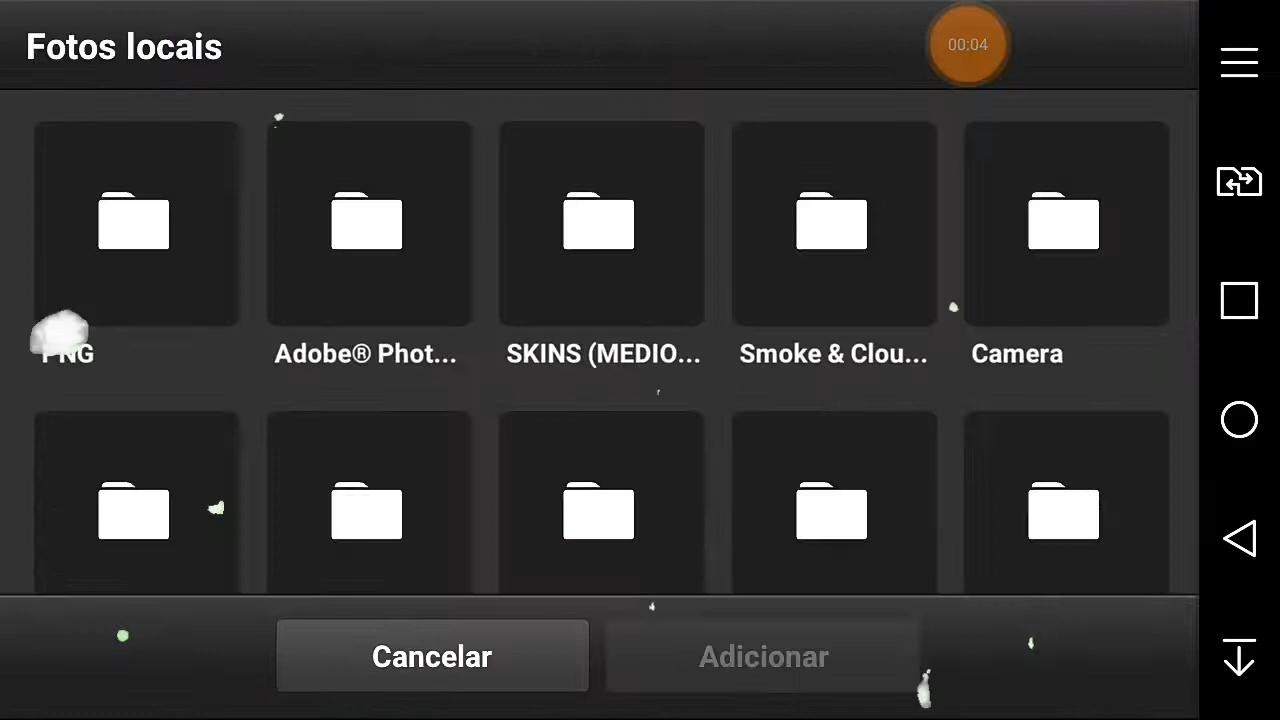 Fotos locais
00:04
PNG
Adobe® Phot...
SKINS (MEDIO...
Smoke & Clou...
Camera
Cancelar
Adicionar